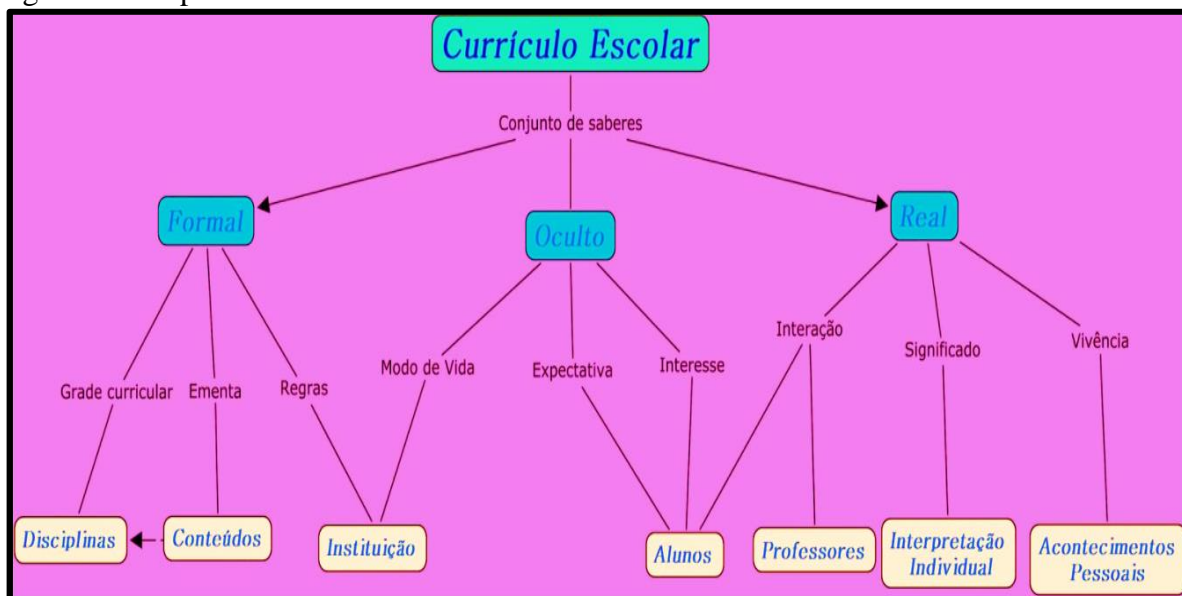 Currículo Escolar
Conjunto de saberes
Formal
Oculto
Real
Grade curricular
Ementa
Regras
Modo de Vida
Expectativa
Interesse
Interação
Significado
Vivência
Disciplinas
Conteúdos
Instituição
Alunos
Professores
Interpretação
Individual
Acontecimentos
Pessoais